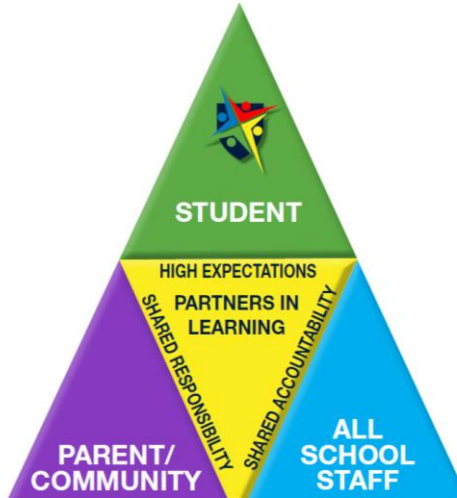 STUDENT
HIGH EXPECTATIONS
PARTNERS IN
LEARNING
SHARED RESPONSIBILITY
SHARED ACCOUNTABILITY
PARENT/
COMMUNITY
ALL
SCHOOL
STAFF